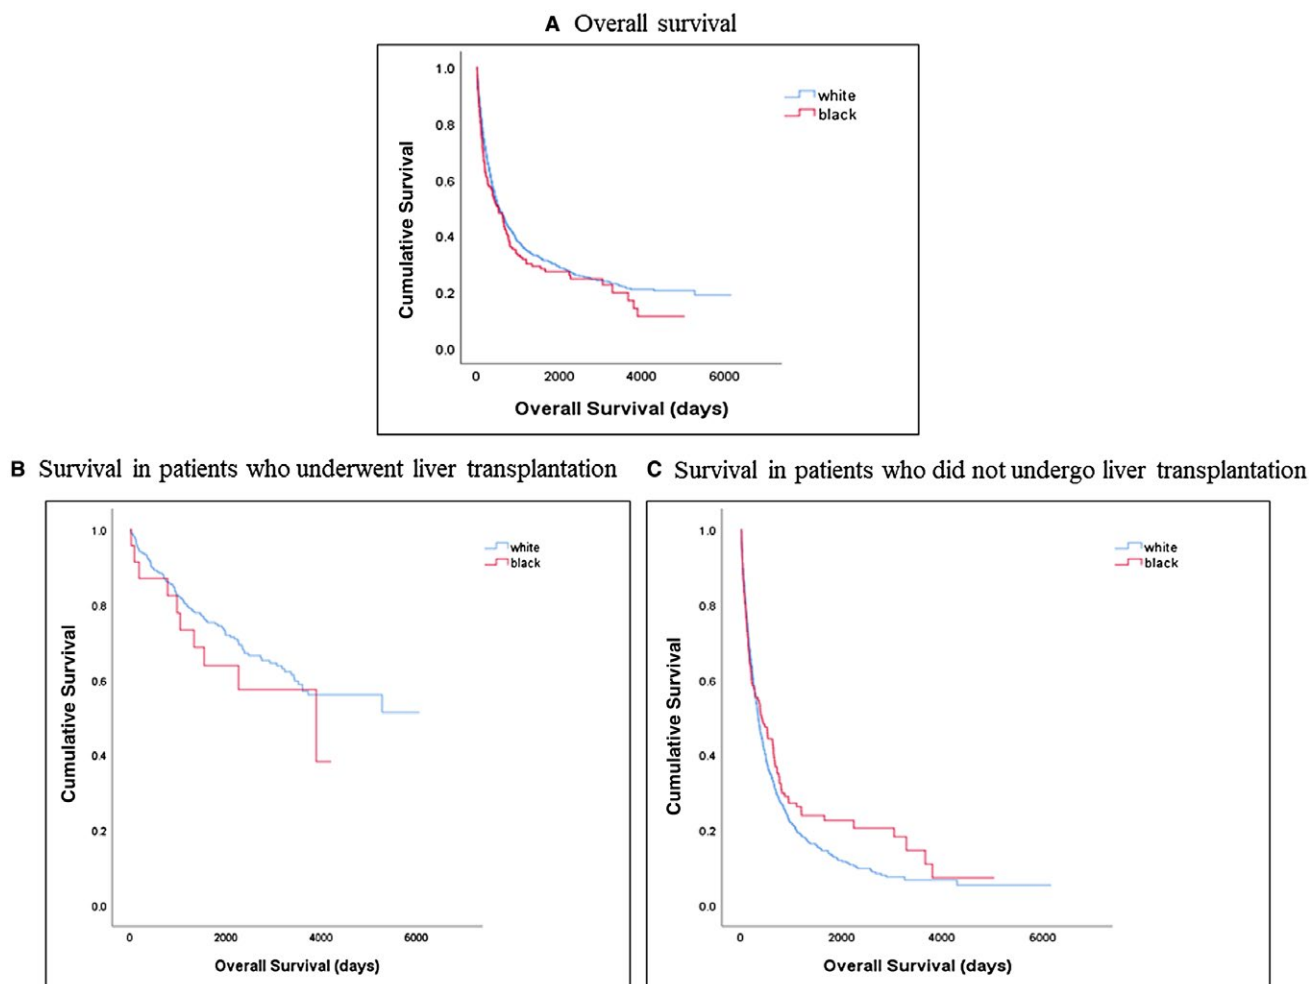 A Overall survival
1.0
0.8
0.6
0.4
0.2
0.0
Cumulative Survival
white
black
0 2000 4000 6000
Overall Survival (days)
B Survival in patients who underwent liver transplantation
1.0
0.8
0.6
0.4
0.2
0.0
Cumulative Survival
white
black
0 2000 4000 6000
Overall Survival (days)
C Survival in patients who did not undergo liver transplantation
1.0
0.8
0.6
0.4
0.2
0.0
Cumulative Survival
white
black
0 2000 4000 6000
Overall Survival (days)